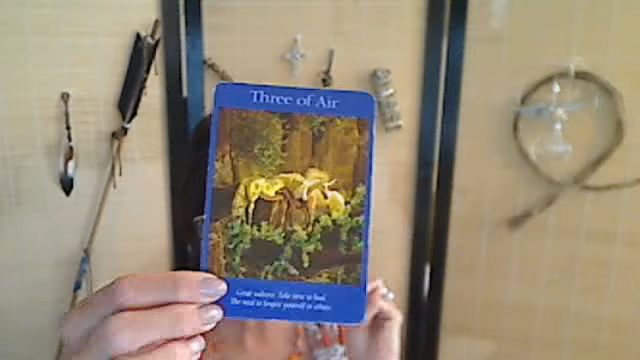 Three of Air
Great sadness. Take time to heal.
The need to forgive yourself or others.